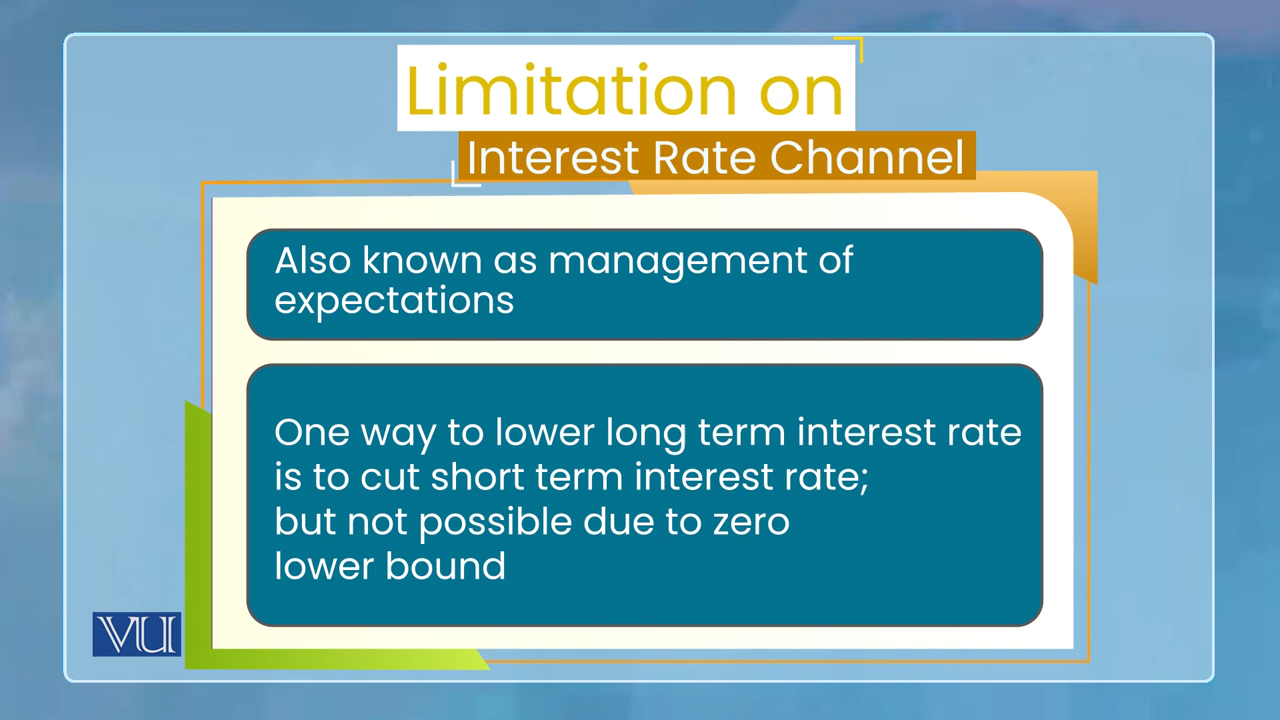 Limitation on
Interest Rate Channel
Also known as management of
expectations
One way to lower long term interest rate
is to cut short term interest rate;
but not possible due to zero
lower bound
VU